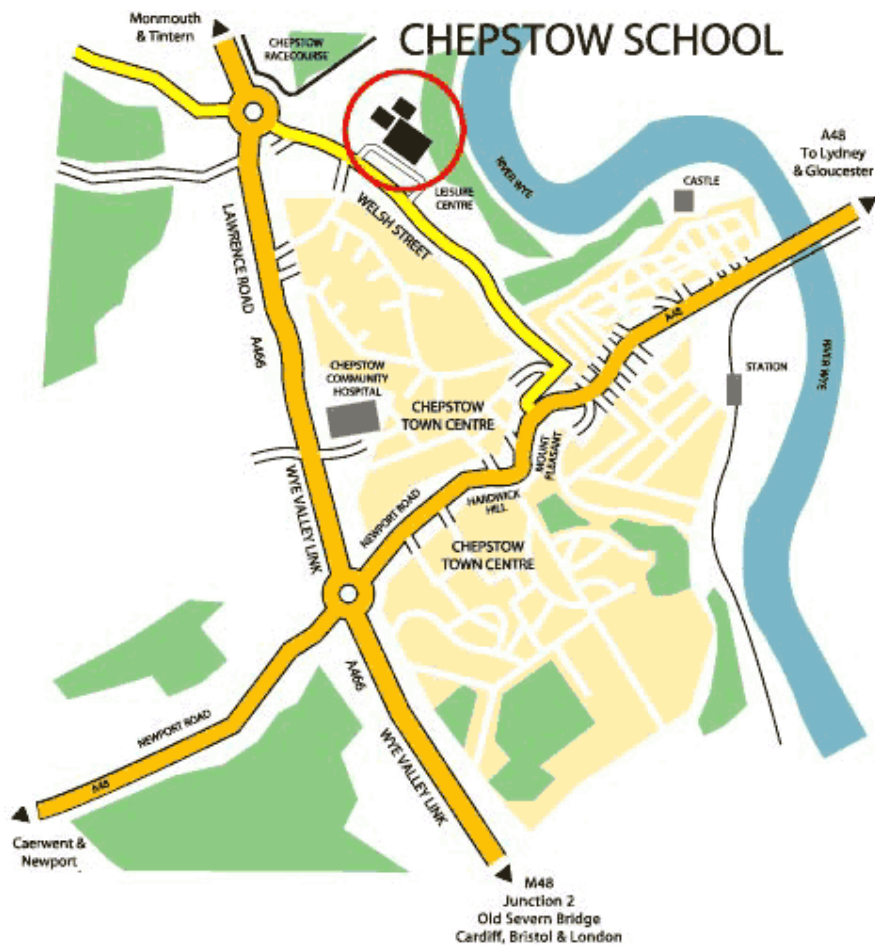 CHEPSTOW SCHOOL
Monmouth
& Tintern
CHEPSTOW
RACECOURSE
A48
To Lydney
& Gloucester
RIVER WYE
CASTLE
LEISURE
CENTRE
WELSH STREET
LAWRENCE ROAD
A466
A48
RIVER WYE
STATION
CHEPSTOW
COMMUNITY
HOSPITAL
CHEPSTOW
TOWN CENTRE
MOUNT
PLEASANT
WYE VALLEY LINK
NEWPORT ROAD
HARDWICK
HILL
CHEPSTOW
TOWN CENTRE
A466
NEWPORT ROAD
WYE VALLEY LINK
A48
Caerwent &
Newport
M48
Junction 2
Old Severn Bridge
Cardiff, Bristol & London